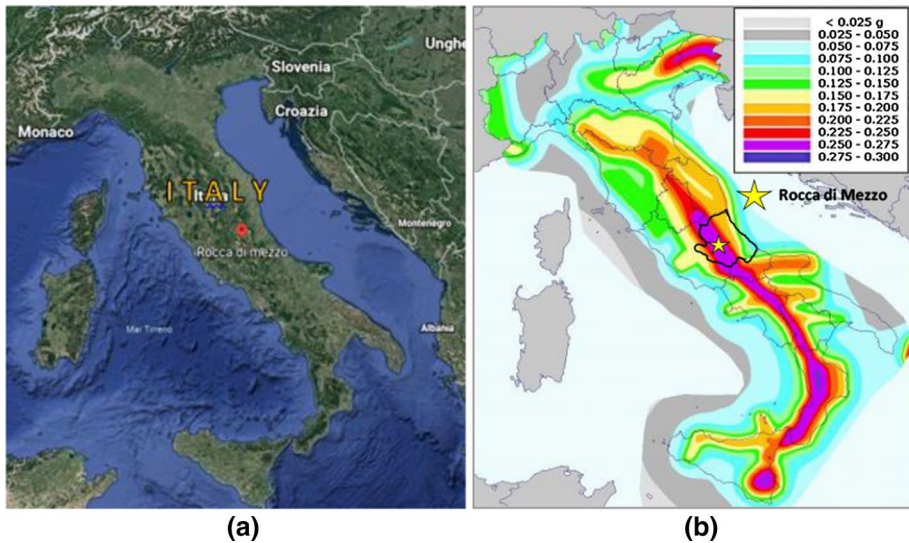 Unghe
Slovenia
Croazia
Monaco
ITALY
Italia
Rocca di mezzo
Montenegro
Mar Tirreno
Albania
(a)
< 0.025 g
0.025 - 0.050
0.050 - 0.075
0.075 - 0.100
0.100 - 0.125
0.125 - 0.150
0.150 - 0.175
0.175 - 0.200
0.200 - 0.225
0.225 - 0.250
0.250 - 0.275
0.275 - 0.300
Rocca di Mezzo
(b)